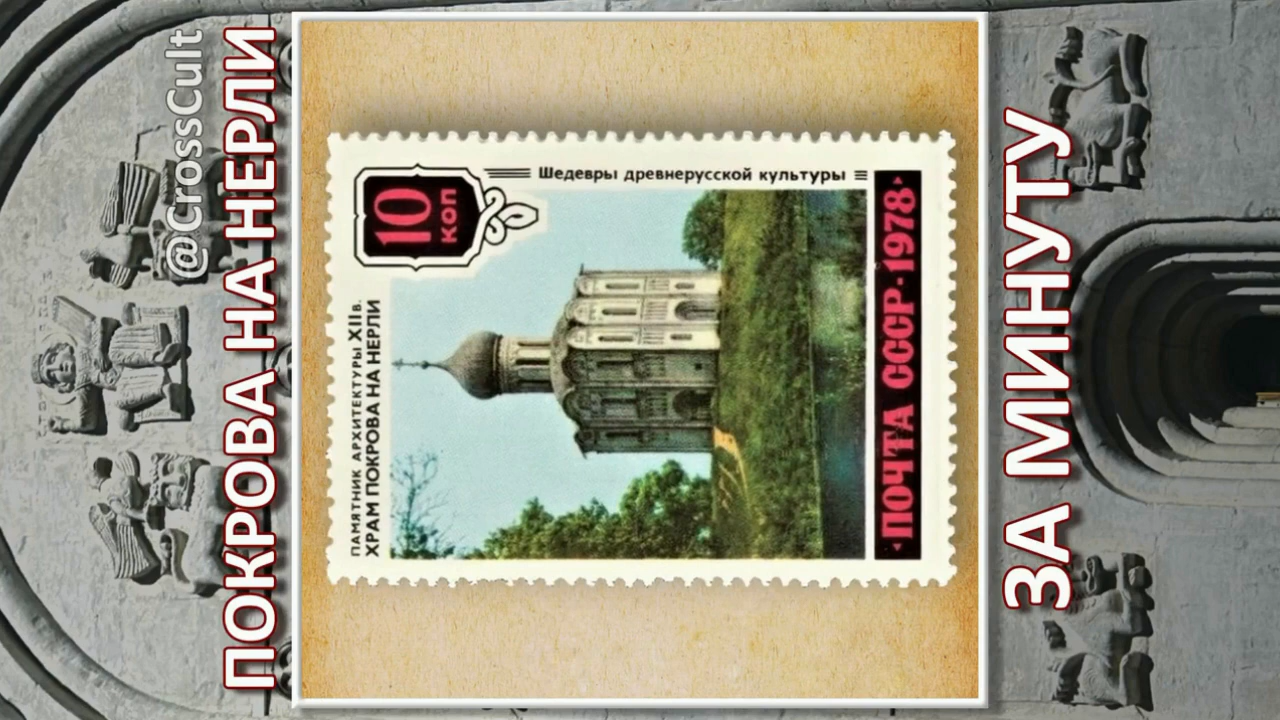 @CrossCult
ПОКРОВА НА НЕРЛИ
ПАМЯТНИК АРХИТЕКТУРЫ XII в.
ХРАМ ПОКРОВА НА НЕРЛИ
10
коп
Шедевры древнерусской культуры
·ПОЧТА СССР·1978·
ЗА МИНУТУ